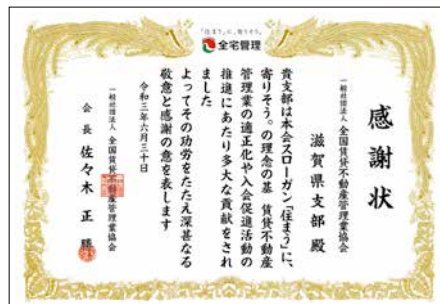 「住まう」に、寄りそう。
全宅管理
感謝状
一般社団法人 全国賃貸不動産管理業協会
滋賀県支部 殿
貴支部は本会スローガン「住まう」に、
寄りそう。の理念の基 賃貸不動産
管理業の適正化や入会促進活動の
推進にあたり多大な貢献をされ
ました
よってその功労をたたえ深甚なる
敬意と感謝の意を表します
令和三年六月三十日
一般社団法人 全国賃貸不動産管理業協会
会長 佐々木 正勝